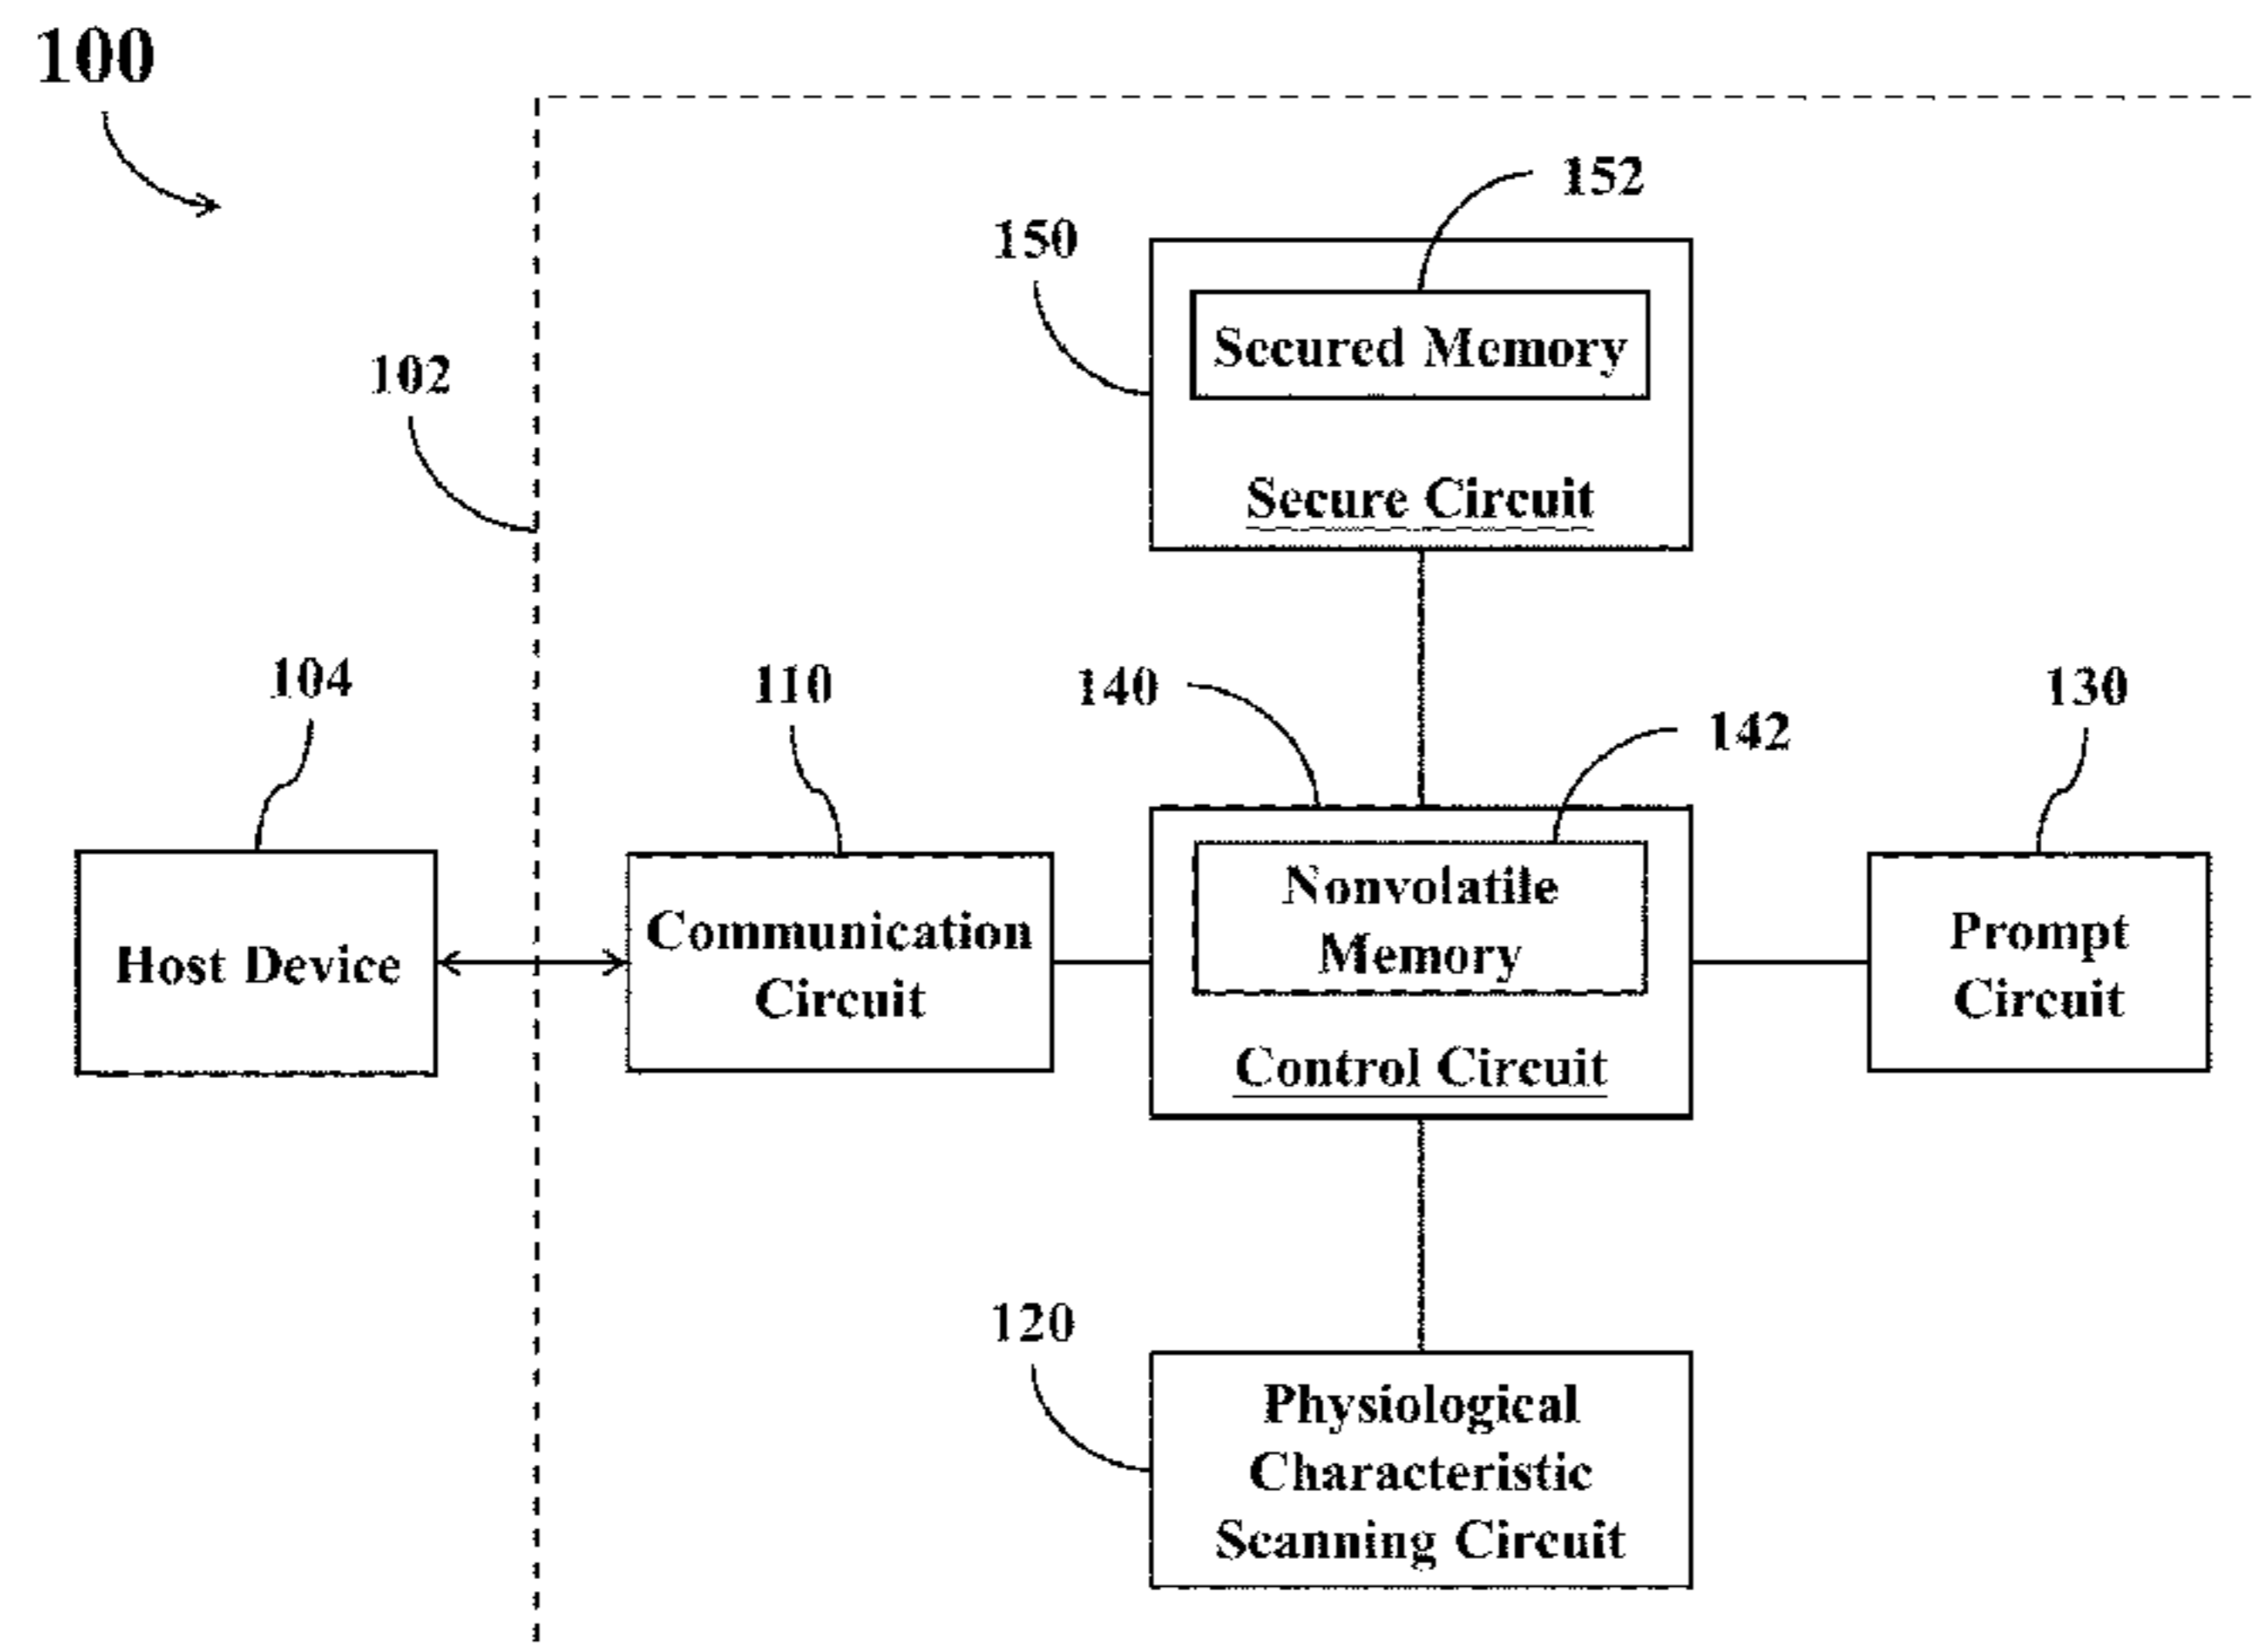 100
152
150
Secured Memory
102
Secure Circuit
104
110
140
130
142
Nonvolatile
Memory
Communication
Circuit
Host Device
Prompt
Circuit
Control Circuit
120
Physiological
Characteristic
Scanning Circuit